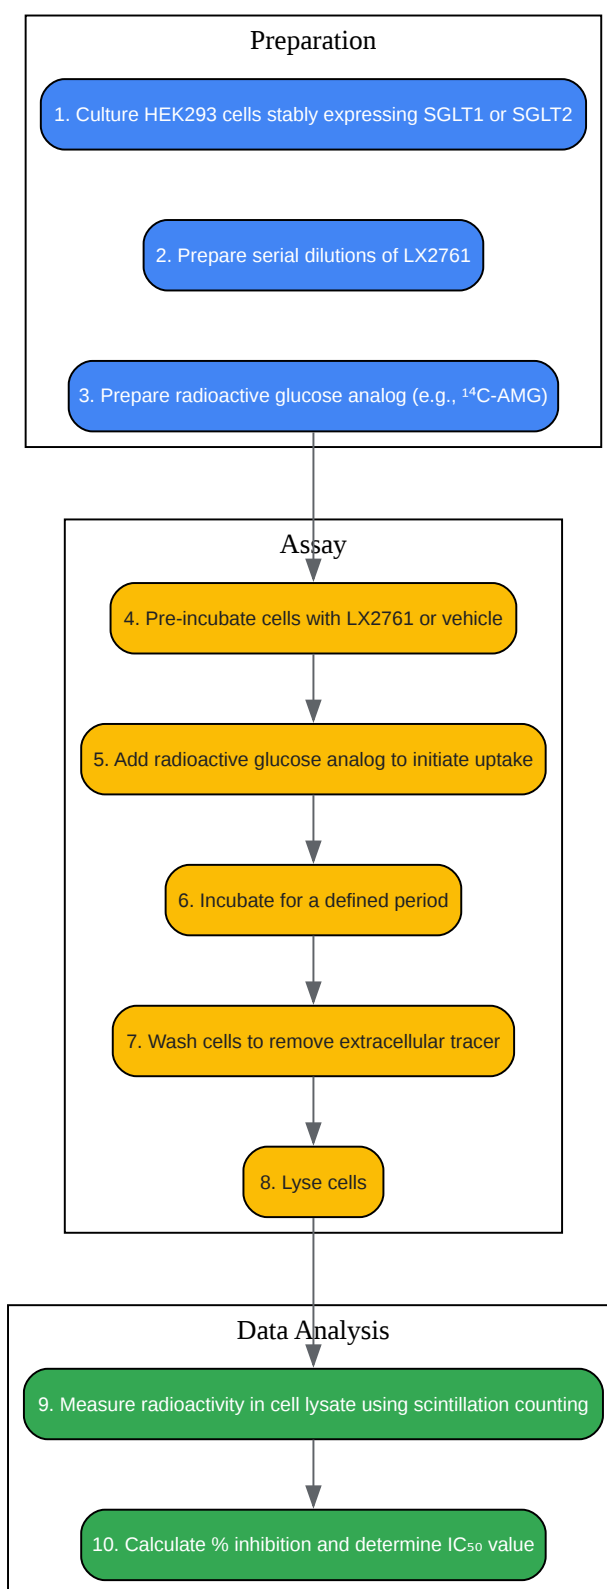 Preparation
1. Culture HEK293 cells stably expressing SGLT1 or SGLT2
2. Prepare serial dilutions of LX2761
3. Prepare radioactive glucose analog (e.g., ¹⁴C-AMG)
Assay
4. Pre-incubate cells with LX2761 or vehicle
5. Add radioactive glucose analog to initiate uptake
6. Incubate for a defined period
7. Wash cells to remove extracellular tracer
8. Lyse cells
Data Analysis
9. Measure radioactivity in cell lysate using scintillation counting
10. Calculate % inhibition and determine IC₅₀ value